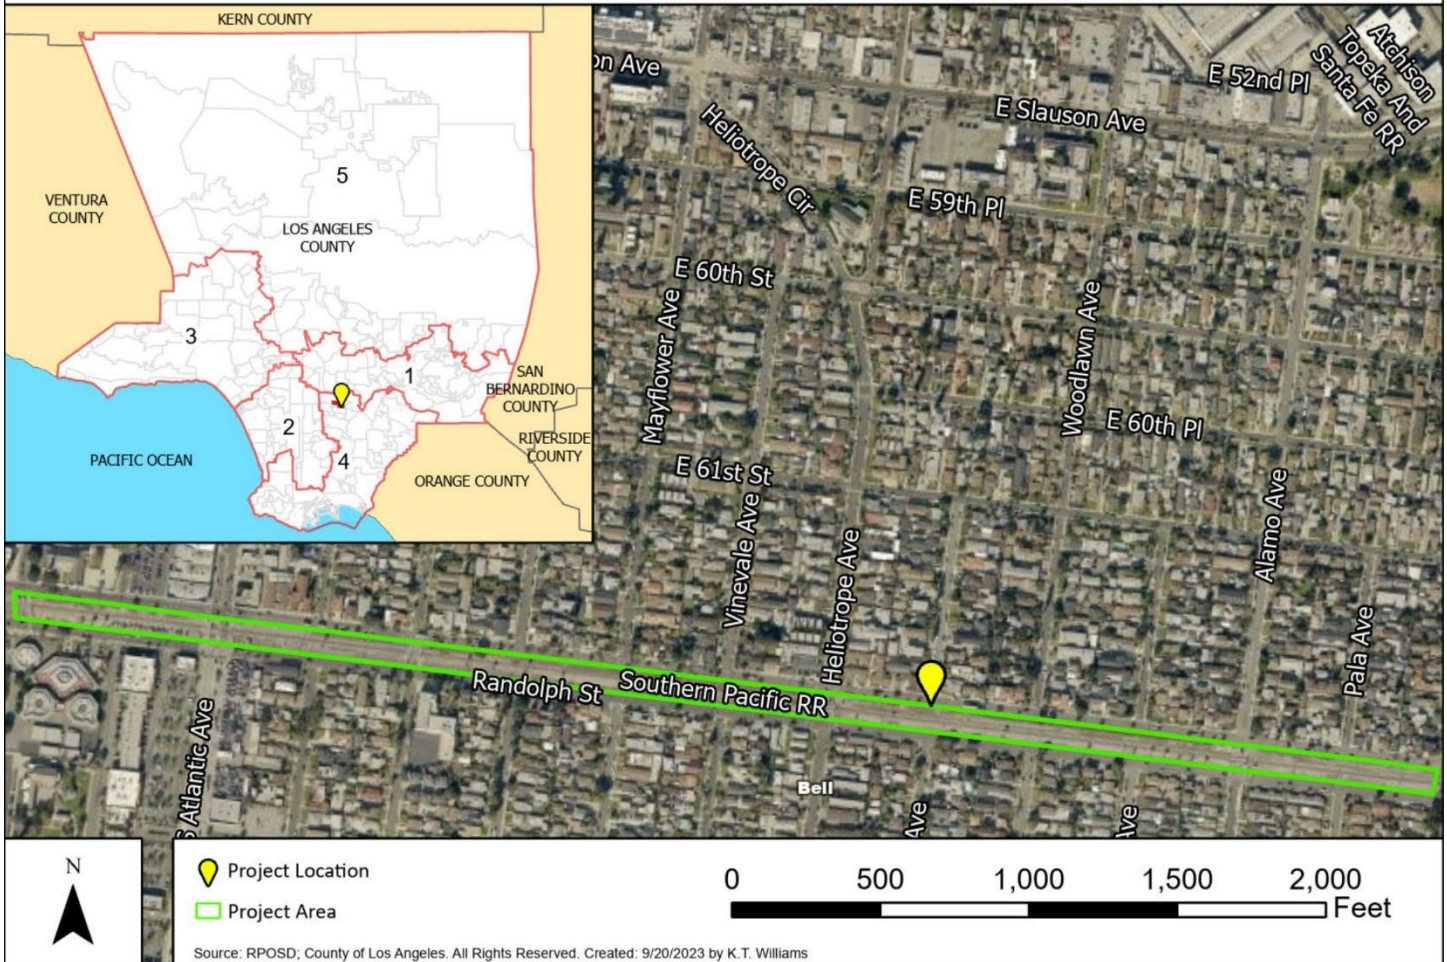 KERN COUNTY
5
VENTURA
COUNTY
LOS ANGELES
COUNTY
3
1
SAN
BERNARDINO
COUNTY
2
RIVERSIDE
COUNTY
4
PACIFIC OCEAN
ORANGE COUNTY
on Ave
E 52nd Pl
Atchison
Topeka And
Santa Fe RR
E Slauson Ave
Heliotrope Cir
E 59th Pl
E 60th St
Mayflower Ave
Woodlawn Ave
E 60th Pl
E 61st St
Vinevale Ave
Heliotrope Ave
Alamo Ave
Pala Ave
Randolph St
Southern Pacific RR
S Atlantic Ave
Bell
Ave
Ave
N
Project Location
Project Area
0 500 1,000 1,500 2,000
Feet
Source: RPOSD; County of Los Angeles. All Rights Reserved. Created: 9/20/2023 by K.T. Williams